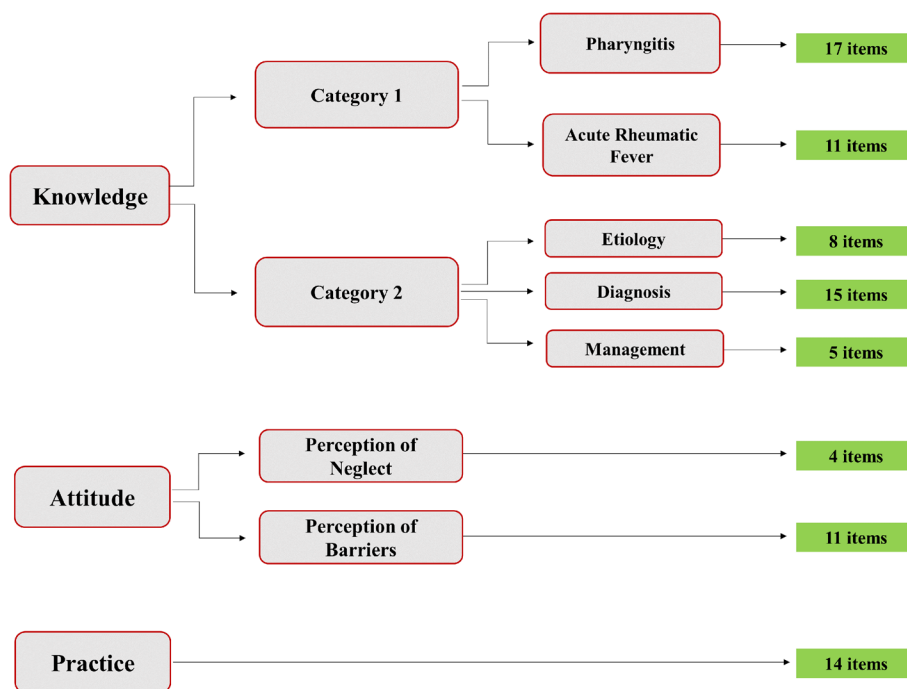 Knowledge
Category 1
Pharyngitis
17 items
Acute Rheumatic
Fever
11 items
Category 2
Etiology
8 items
Diagnosis
15 items
Management
5 items
Attitude
Perception of
Neglect
4 items
Perception of
Barriers
11 items
Practice
14 items